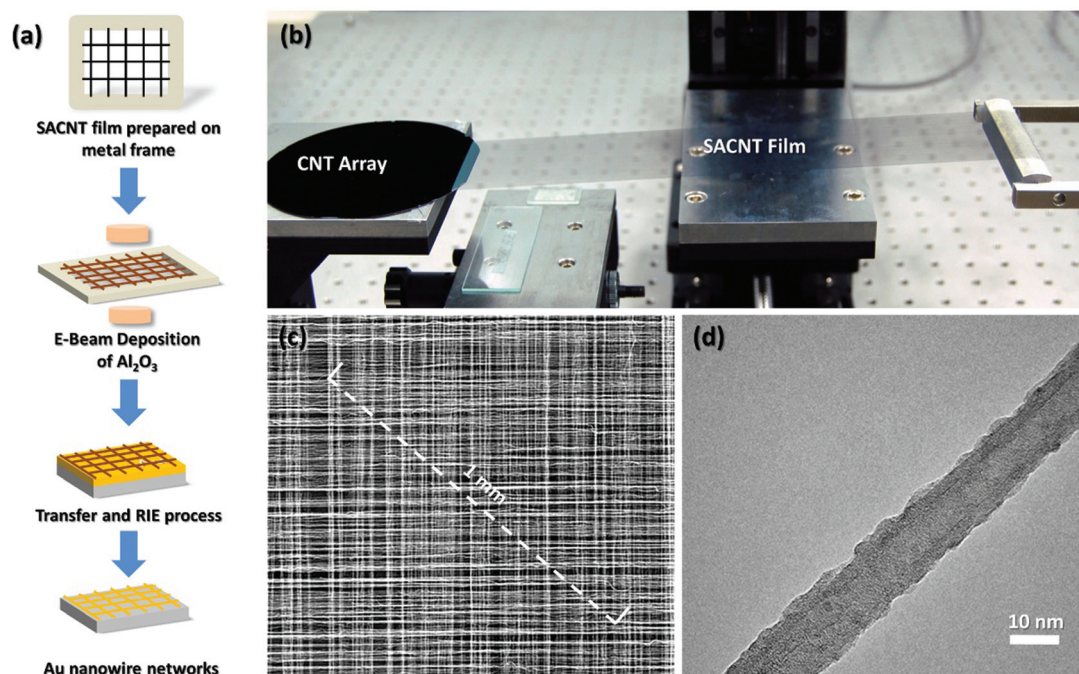 (a)
SACNT film prepared on
metal frame
E-Beam Deposition
of Al₂O₃
Transfer and RIE process
Au nanowire networks
(b)
CNT Array
SACNT Film
(c)
1 mm
(d)
10 nm